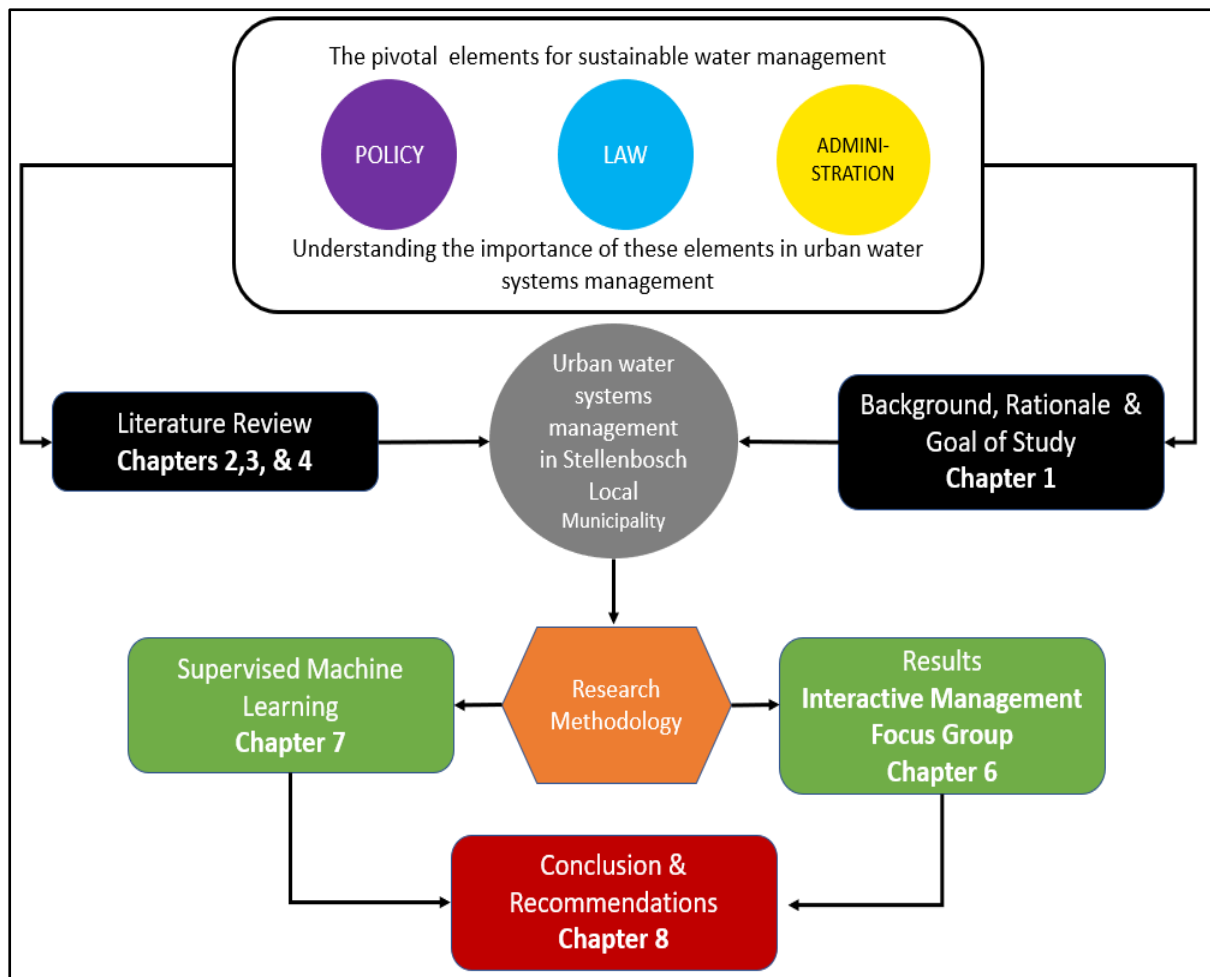 The pivotal  elements for sustainable water management
POLICY
LAW
ADMINI-
STRATION
Understanding the importance of these elements in urban water
systems management
Urban water
systems
management
in Stellenbosch
Local
Municipality
Literature Review
Chapters 2,3, & 4
Background, Rationale  &
Goal of Study
Chapter 1
Supervised Machine
Learning
Chapter 7
Research
Methodology
Results
Interactive Management
Focus Group
Chapter 6
Conclusion &
Recommendations
Chapter 8